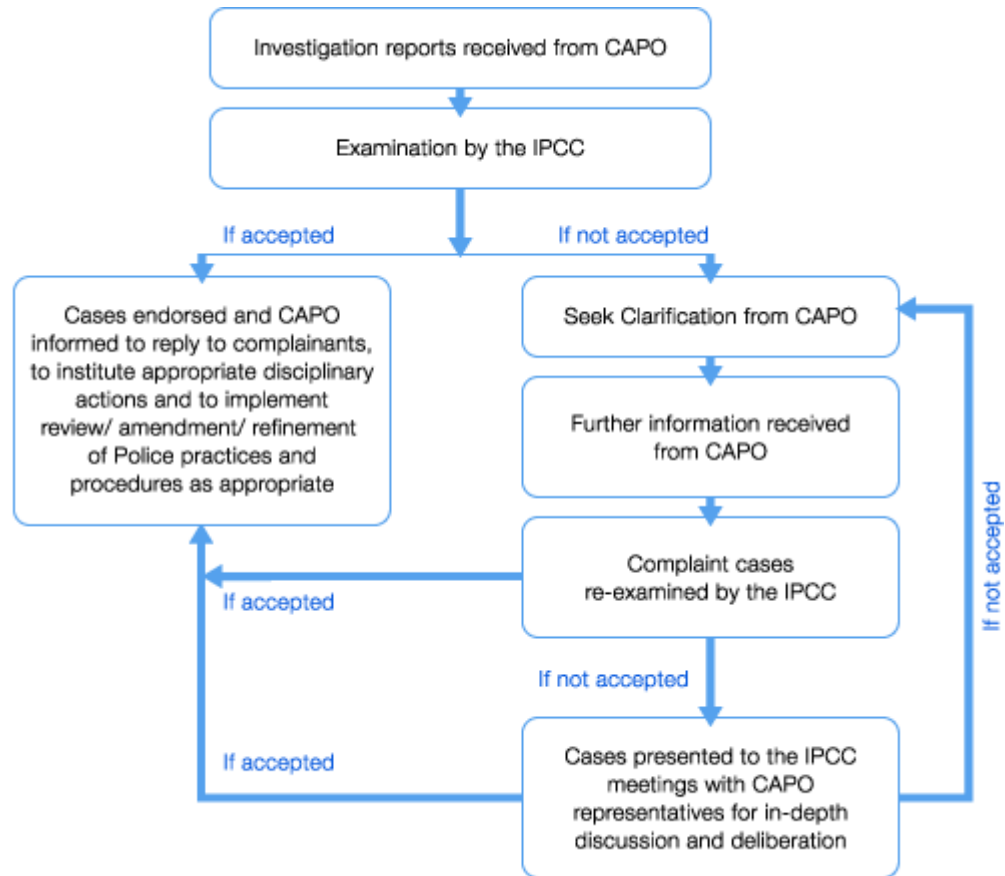 Investigation reports received from CAPO
Examination by the IPCC
If accepted
If not accepted
Cases endorsed and CAPO
informed to reply to complainants,
to institute appropriate disciplinary
actions and to implement
review/ amendment/ refinement
of Police practices and
procedures as appropriate
Seek Clarification from CAPO
Further information received
from CAPO
Complaint cases
re-examined by the IPCC
If accepted
If not accepted
If not accepted
Cases presented to the IPCC
meetings with CAPO
representatives for in-depth
discussion and deliberation
If accepted